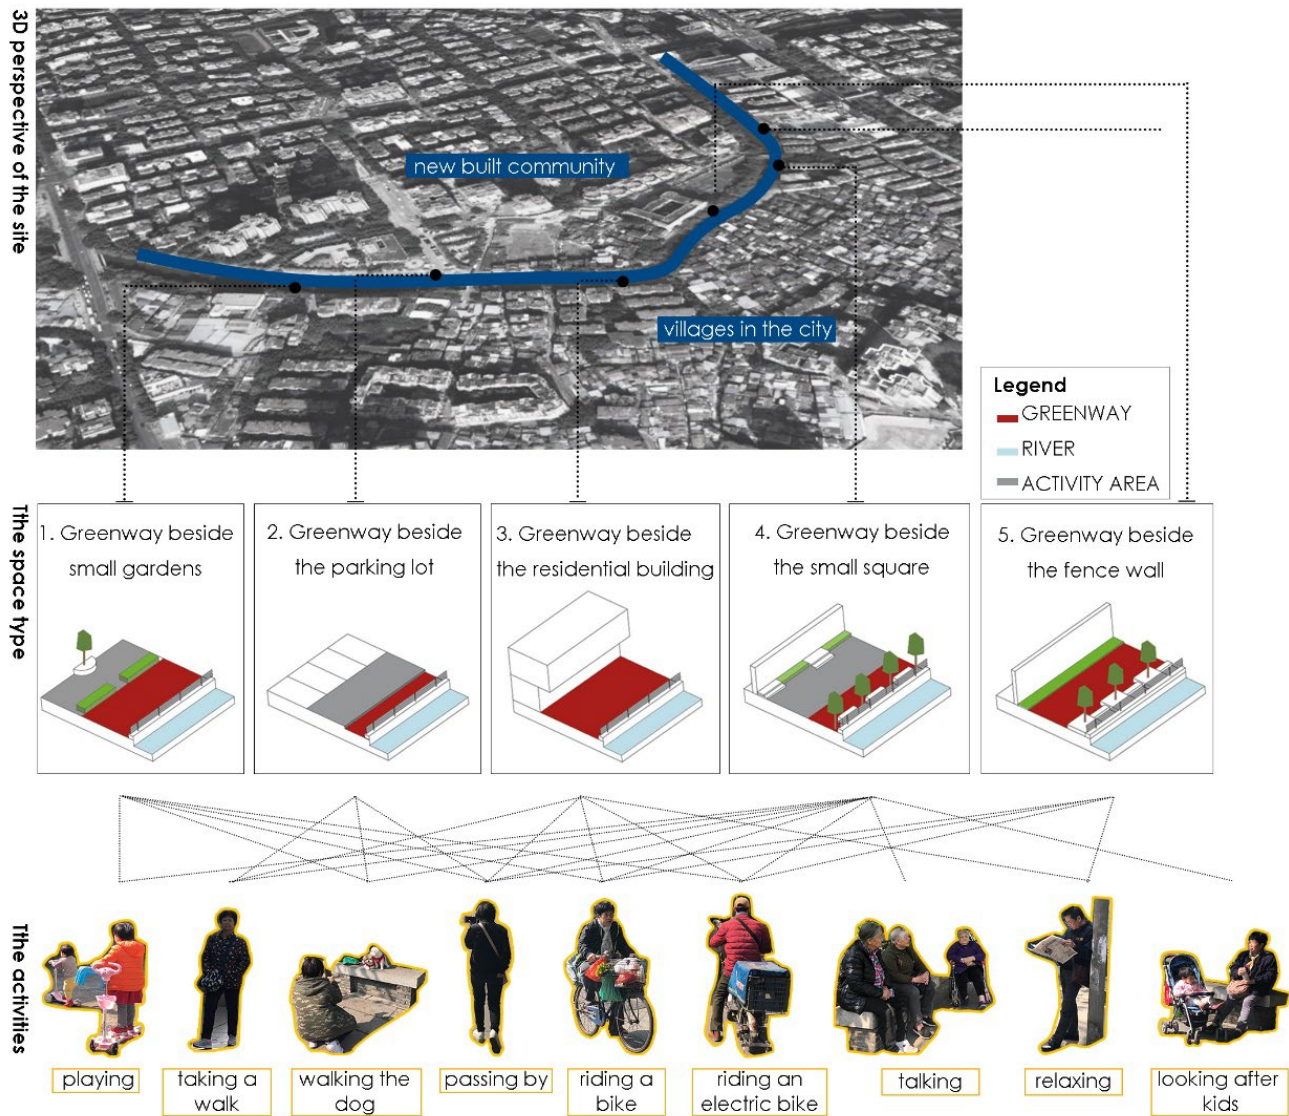 3D perspective of the site
new built community
villages in the city
Legend
GREENWAY
RIVER
ACTIVITY AREA
Tthe space type
1. Greenway beside
small gardens
2. Greenway beside
the parking lot
3. Greenway beside
the residential building
4. Greenway beside
the small square
5. Greenway beside
the fence wall
Tthe activities
playing
taking a
walk
walking the
dog
passing by
riding a
bike
riding an
electric bike
talking
relaxing
looking after
kids